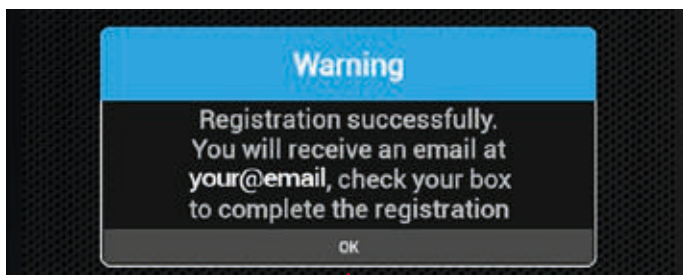 Warning
Registration successfully.
You will receive an email at
your@email, check your box
to complete the registration
OK